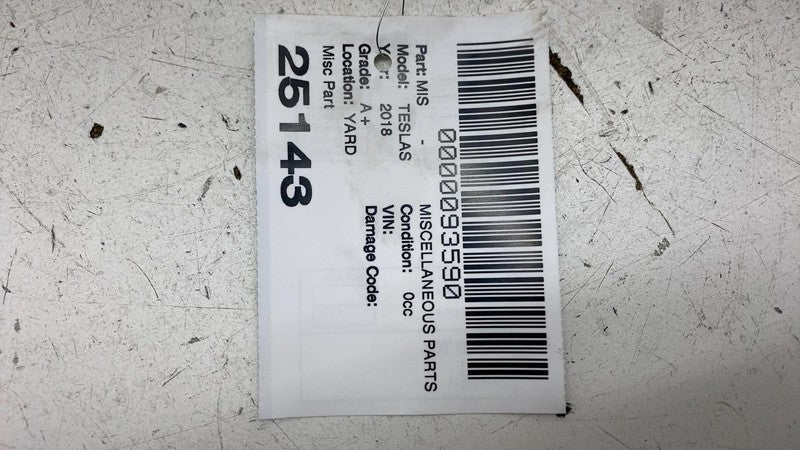 0000093590
Part: MIS - MISCELLANEOUS PARTS
Model: TESLAS Condition: 0cc
Year: 2018 VIN:
Grade: A+ Damage Code:
Location: YARD
Misc Part
25143